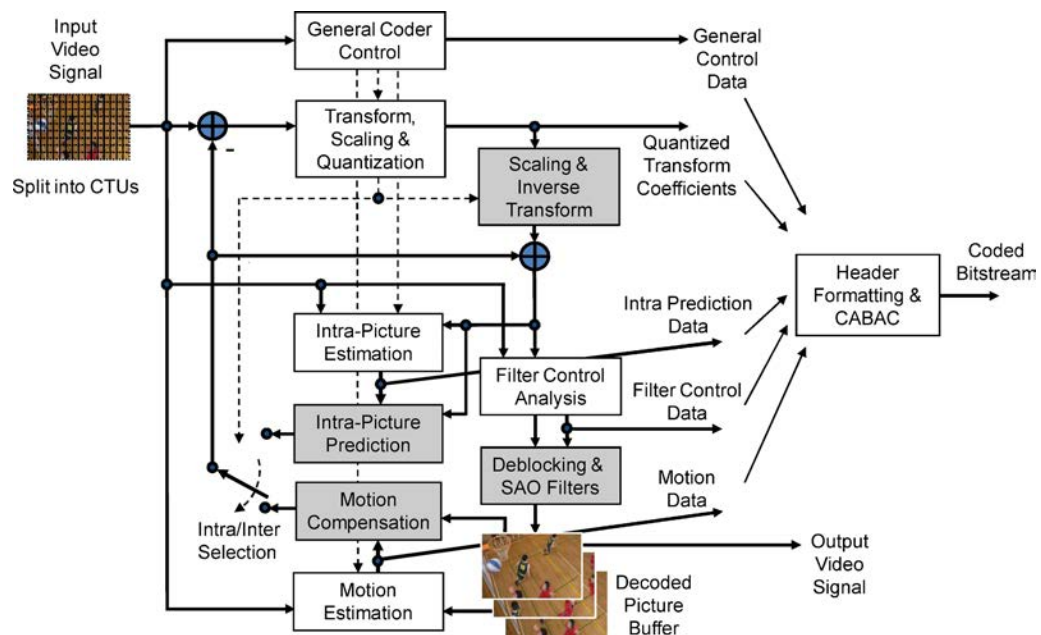 Input
Video
Signal
Split into CTUs
General Coder
Control
General
Control
Data
Transform,
Scaling &
Quantization
-
Quantized
Transform
Coefficients
Scaling &
Inverse
Transform
Coded
Bitstream
Header
Formatting &
CABAC
Intra Prediction
Data
Intra-Picture
Estimation
Filter Control
Analysis
Filter Control
Data
Intra-Picture
Prediction
Deblocking &
SAO Filters
Motion
Data
Motion
Compensation
Intra/Inter
Selection
Output
Video
Signal
Motion
Estimation
Decoded
Picture
Buffer